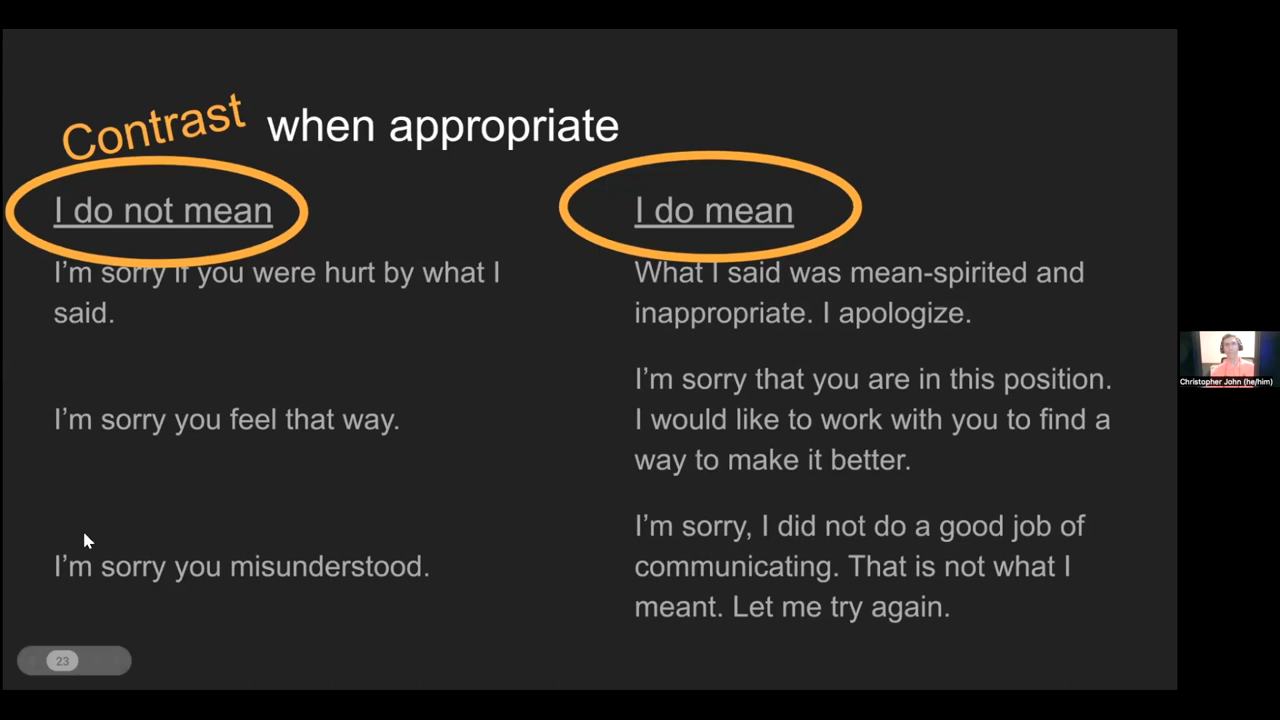 Contrast when appropriate
I do not mean
I do mean
I’m sorry if you were hurt by what I
said.
What I said was mean-spirited and
inappropriate. I apologize.
I’m sorry you feel that way.
I’m sorry that you are in this position.
I would like to work with you to find a
way to make it better.
I’m sorry you misunderstood.
I’m sorry, I did not do a good job of
communicating. That is not what I
meant. Let me try again.
23
Christopher John (he/him)